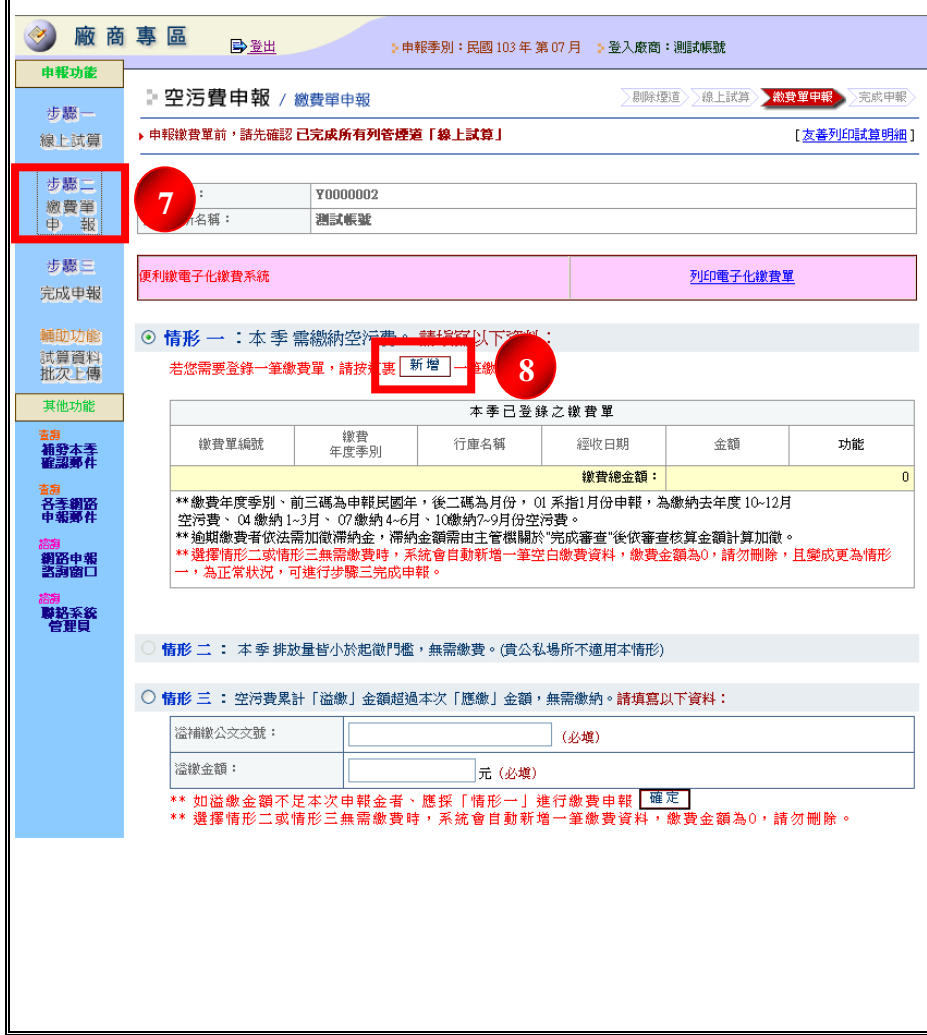 廠商專區
登出
申報季別：民國 103 年 第 07 月
登入廠商：測試帳號
申報功能
步驟一
線上試算
步驟二
繳費單
申 報
步驟三
完成申報
輔助功能
試算資料
批次上傳
其他功能
查詢
補發本季
確認郵件
查詢
各季網路
申報郵件
諮詢
網路申報
諮詢窗口
諮詢
聯絡系統
管理員
空污費申報 / 繳費單申報
剔除煙道
線上試算
繳費單申報
完成申報
申報繳費單前，請先確認 已完成所有列管煙道「線上試算」
[友善列印試算明細]
7
：
Y0000002
名稱：
測試帳號
便利繳電子化繳費系統
列印電子化繳費單
情形 一 ：本 季 需繳納空污費。 請填寫以下資料：
若您需要登錄一筆繳費單，請按這裏 新增 一筆繳
8
本 季 已 登 錄 之 繳 費 單
繳費單編號
繳費
年度季別
行庫名稱
經收日期
金額
功能
繳費總金額：
0
**繳費年度季別、前三碼為申報民國年，後二碼為月份， 01 系指1月份申報，為繳納去年度 10~12月
空污費、 04 繳納 1~3月、 07 繳納 4~6月、10繳納7~9月份空污費。
**逾期繳費者依法需加徵滯納金，滯納金額需由主管機關於"完成審查"後依審查核算金額計算加徵。
**選擇情形二或情形三無需繳費時，系統會自動新增一筆空白繳費資料，繳費金額為0，請勿刪除，且變成更為情形
一，為正常狀況，可進行步驟三完成申報。
情形 二 ： 本 季 排放量皆小於起徵門檻，無需繳費。(貴公私場所不適用本情形)
情形 三 ： 空污費累計「溢繳」金額超過本次「應繳」金額，無需繳納。請填寫以下資料：
溢補繳公文文號：
(必填)
溢繳金額：
元 (必填)
** 如溢繳金額不足本次申報金者、應採「情形一」進行繳費申報 確定
** 選擇情形二或情形三無需繳費時，系統會自動新增一筆繳費資料，繳費金額為0，請勿刪除。